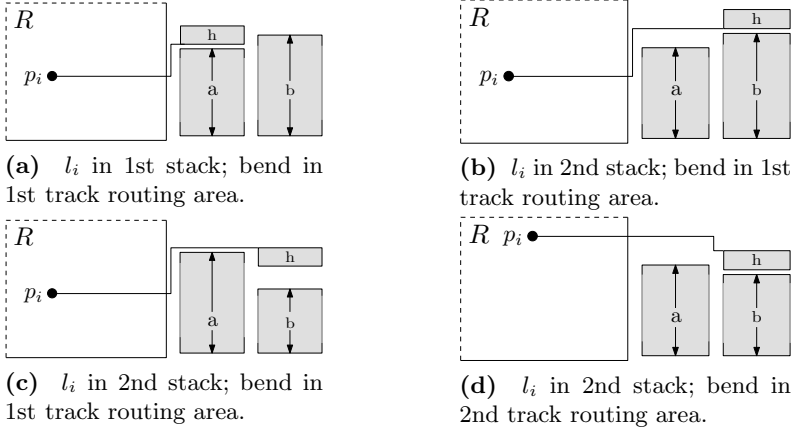 R
h
p_i
a
b
(a) l_i in 1st stack; bend in
1st track routing area.
R
h
p_i
a
b
(b) l_i in 2nd stack; bend in 1st
track routing area.
R
h
p_i
a
b
(c) l_i in 2nd stack; bend in
1st track routing area.
R
p_i
h
a
b
(d) l_i in 2nd stack; bend in
2nd track routing area.